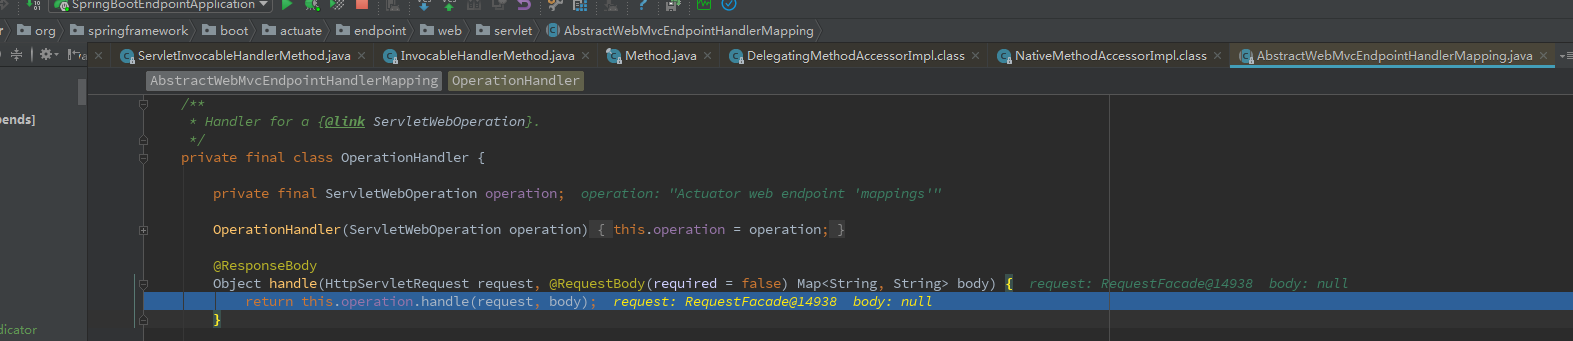 SpringBootEndpointApplication
org springframework boot actuate endpoint web servlet AbstractWebMvcEndpointHandlerMapping
ServletInvocableHandlerMethod.java InvocableHandlerMethod.java Method.java DelegatingMethodAccessorImpl.class NativeMethodAccessorImpl.class AbstractWebMvcEndpointHandlerMapping.java
AbstractWebMvcEndpointHandlerMapping OperationHandler
/**
* Handler for a {@link ServletWebOperation}.
*/
pends]
private final class OperationHandler {
private final ServletWebOperation operation; operation: "Actuator web endpoint 'mappings'"
OperationHandler(ServletWebOperation operation) { this.operation = operation; }
@ResponseBody
Object handle(HttpServletRequest request, @RequestBody(required = false) Map<String, String> body) { request: RequestFacade@14938 body: null
return this.operation.handle(request, body); request: RequestFacade@14938 body: null
}
dicator